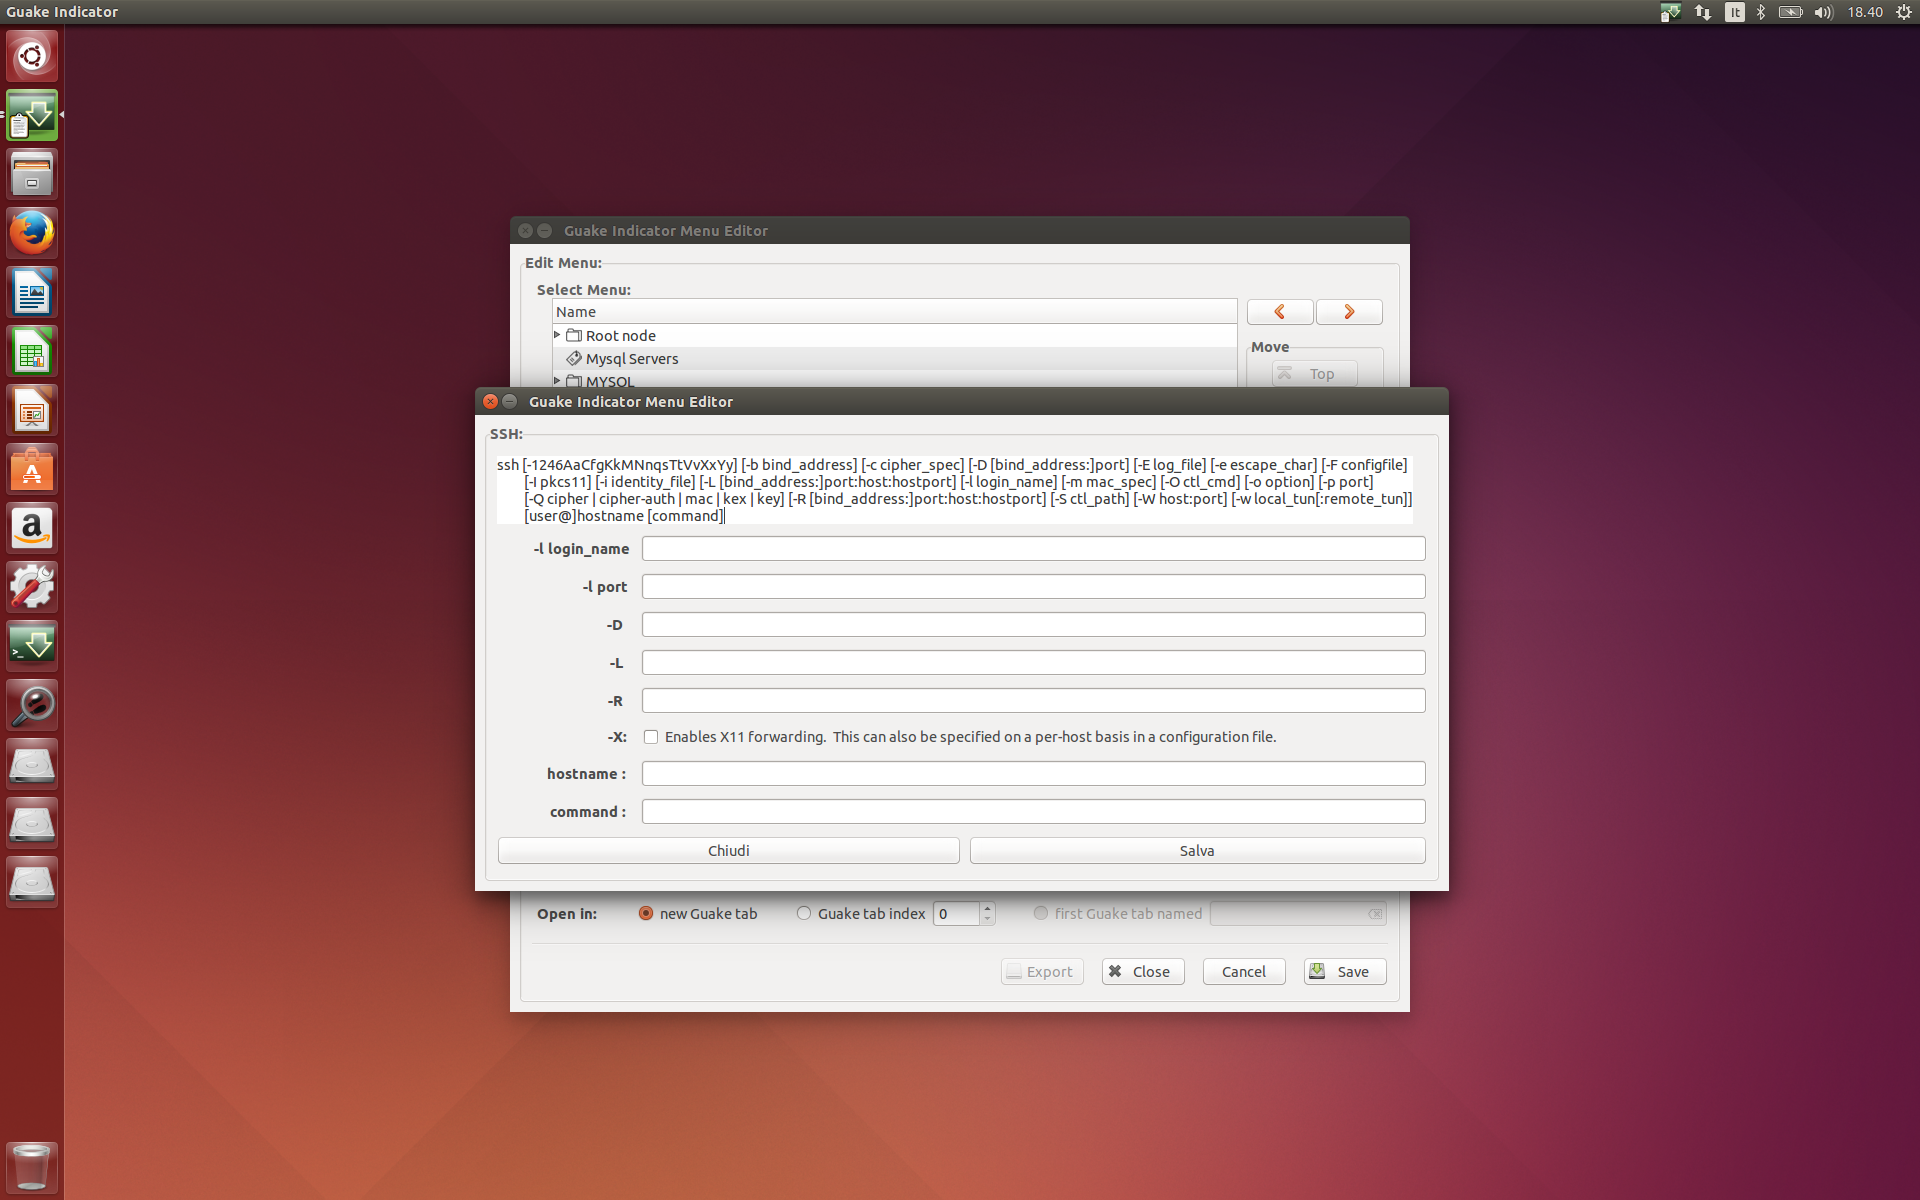 Guake Indicator
It
18.40
Guake Indicator Menu Editor
Edit Menu:
Select Menu:
Name
Root node
Mysql Servers
MYSQL
Move
Top
Guake Indicator Menu Editor
SSH:
ssh [-1246AaCfgKkMNnqsTtVvXxYy] [-b bind_address] [-c cipher_spec] [-D [bind_address:]port] [-E log_file] [-e escape_char] [-F configfile]
[-I pkcs11] [-i identity_file] [-L [bind_address:]port:host:hostport] [-l login_name] [-m mac_spec] [-O ctl_cmd] [-o option] [-p port]
[-Q cipher | cipher-auth | mac | kex | key] [-R [bind_address:]port:host:hostport] [-S ctl_path] [-W host:port] [-w local_tun[:remote_tun]]
[user@]hostname [command]
-l login_name
-l port
-D
-L
-R
-X: Enables X11 forwarding.  This can also be specified on a per-host basis in a configuration file.
hostname :
command :
Chiudi Salva
Open in: new Guake tab Guake tab index 0 first Guake tab named
Export Close Cancel Save